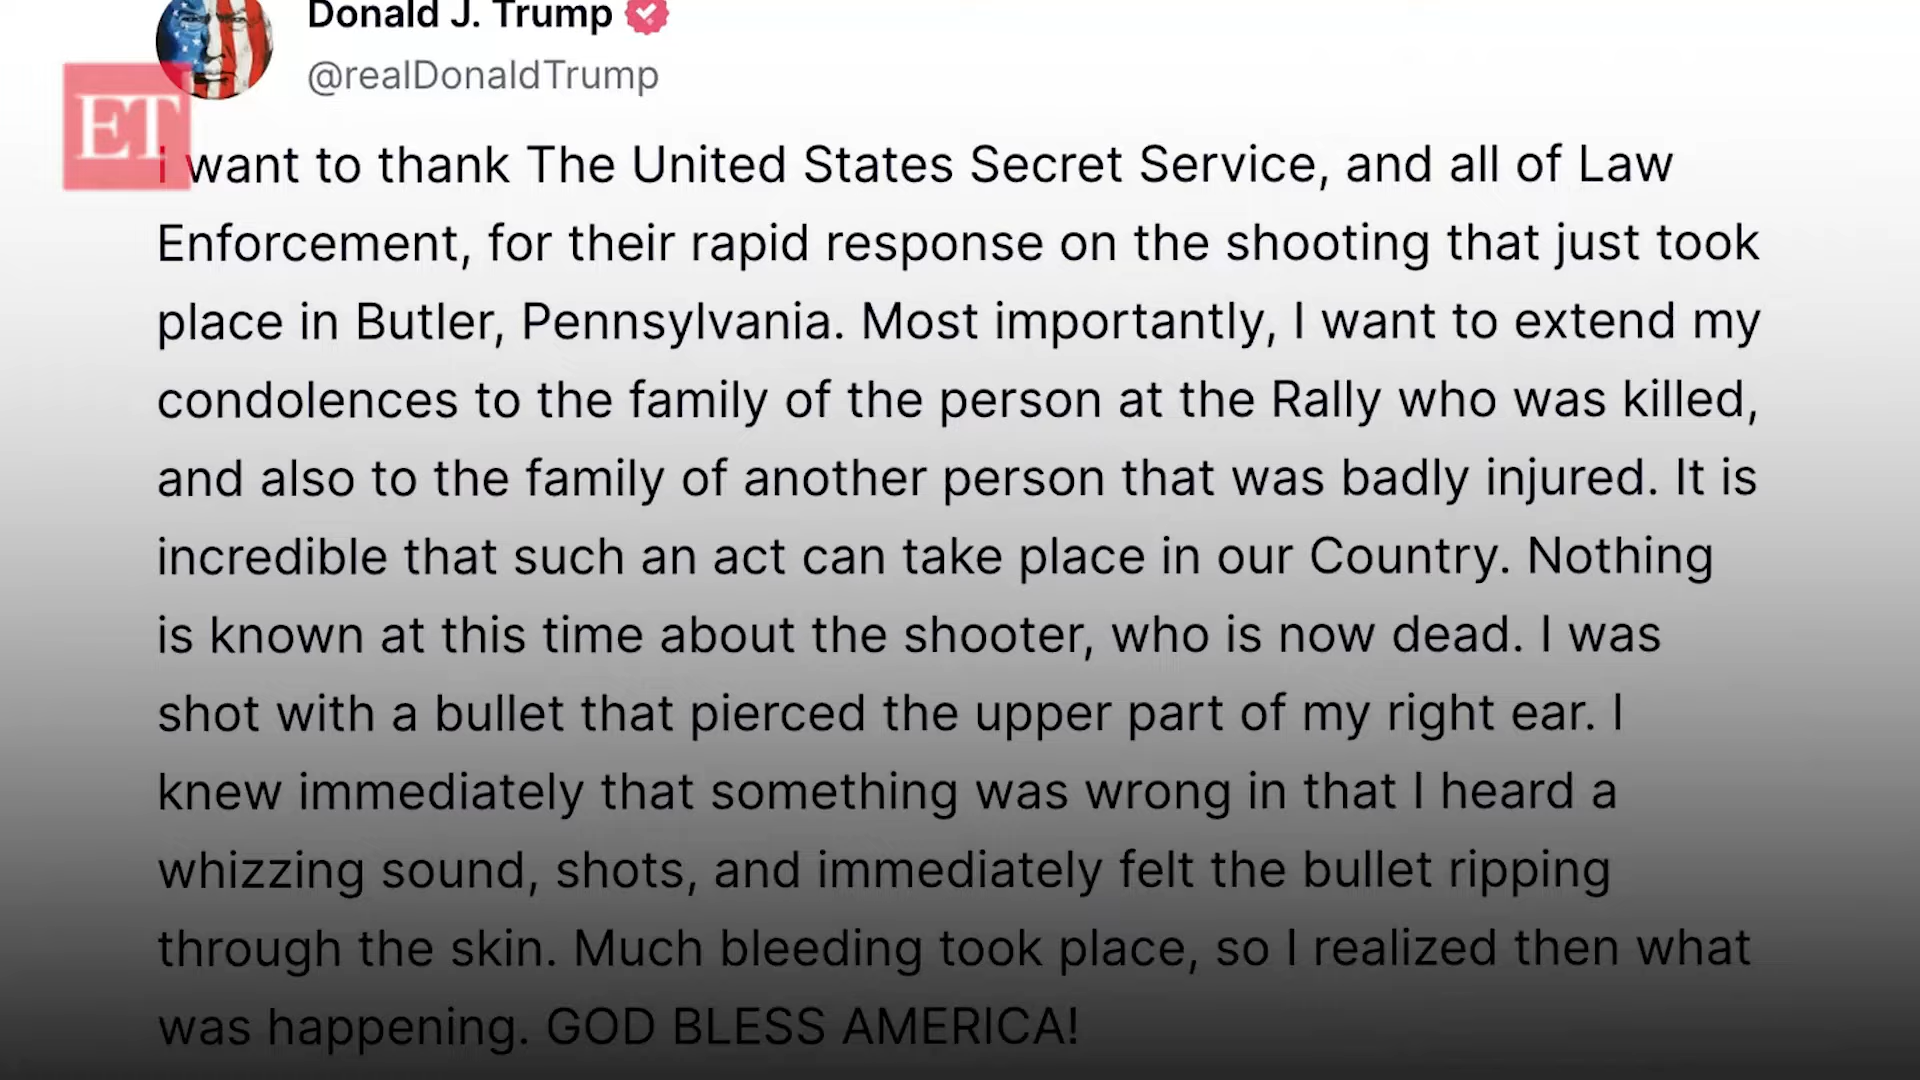 Donald J. Trump
@realDonaldTrump
ET
I want to thank The United States Secret Service, and all of Law
Enforcement, for their rapid response on the shooting that just took
place in Butler, Pennsylvania. Most importantly, I want to extend my
condolences to the family of the person at the Rally who was killed,
and also to the family of another person that was badly injured. It is
incredible that such an act can take place in our Country. Nothing
is known at this time about the shooter, who is now dead. I was
shot with a bullet that pierced the upper part of my right ear. I
knew immediately that something was wrong in that I heard a
whizzing sound, shots, and immediately felt the bullet ripping
through the skin. Much bleeding took place, so I realized then what
was happening. GOD BLESS AMERICA!